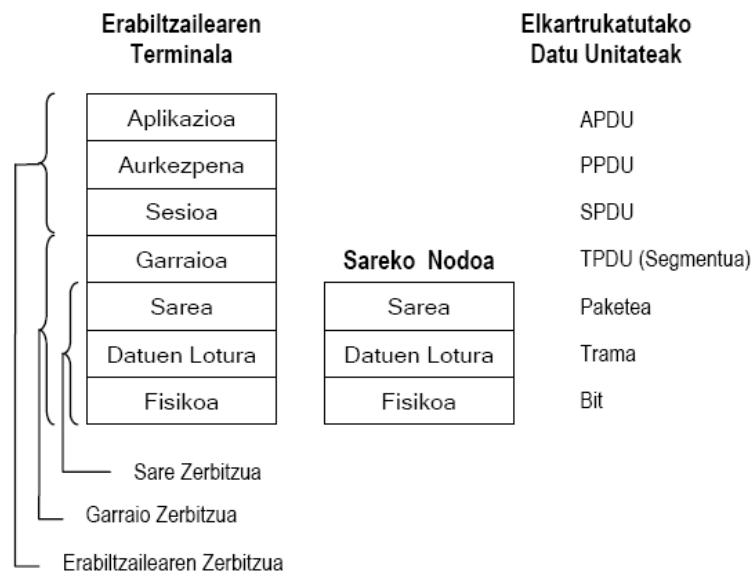 Erabiltzailearen
Terminala
Elkartrukatutako
Datu Unitateak
Aplikazioa
APDU
Aurkezpena
PPDU
Sesioa
SPDU
Garraioa
Sareko Nodoa
TPDU (Segmentua)
Sarea
Sarea
Paketea
Datuen Lotura
Datuen Lotura
Trama
Fisikoa
Fisikoa
Bit
Sare Zerbitzua
Garraio Zerbitzua
Erabiltzailearen Zerbitzua